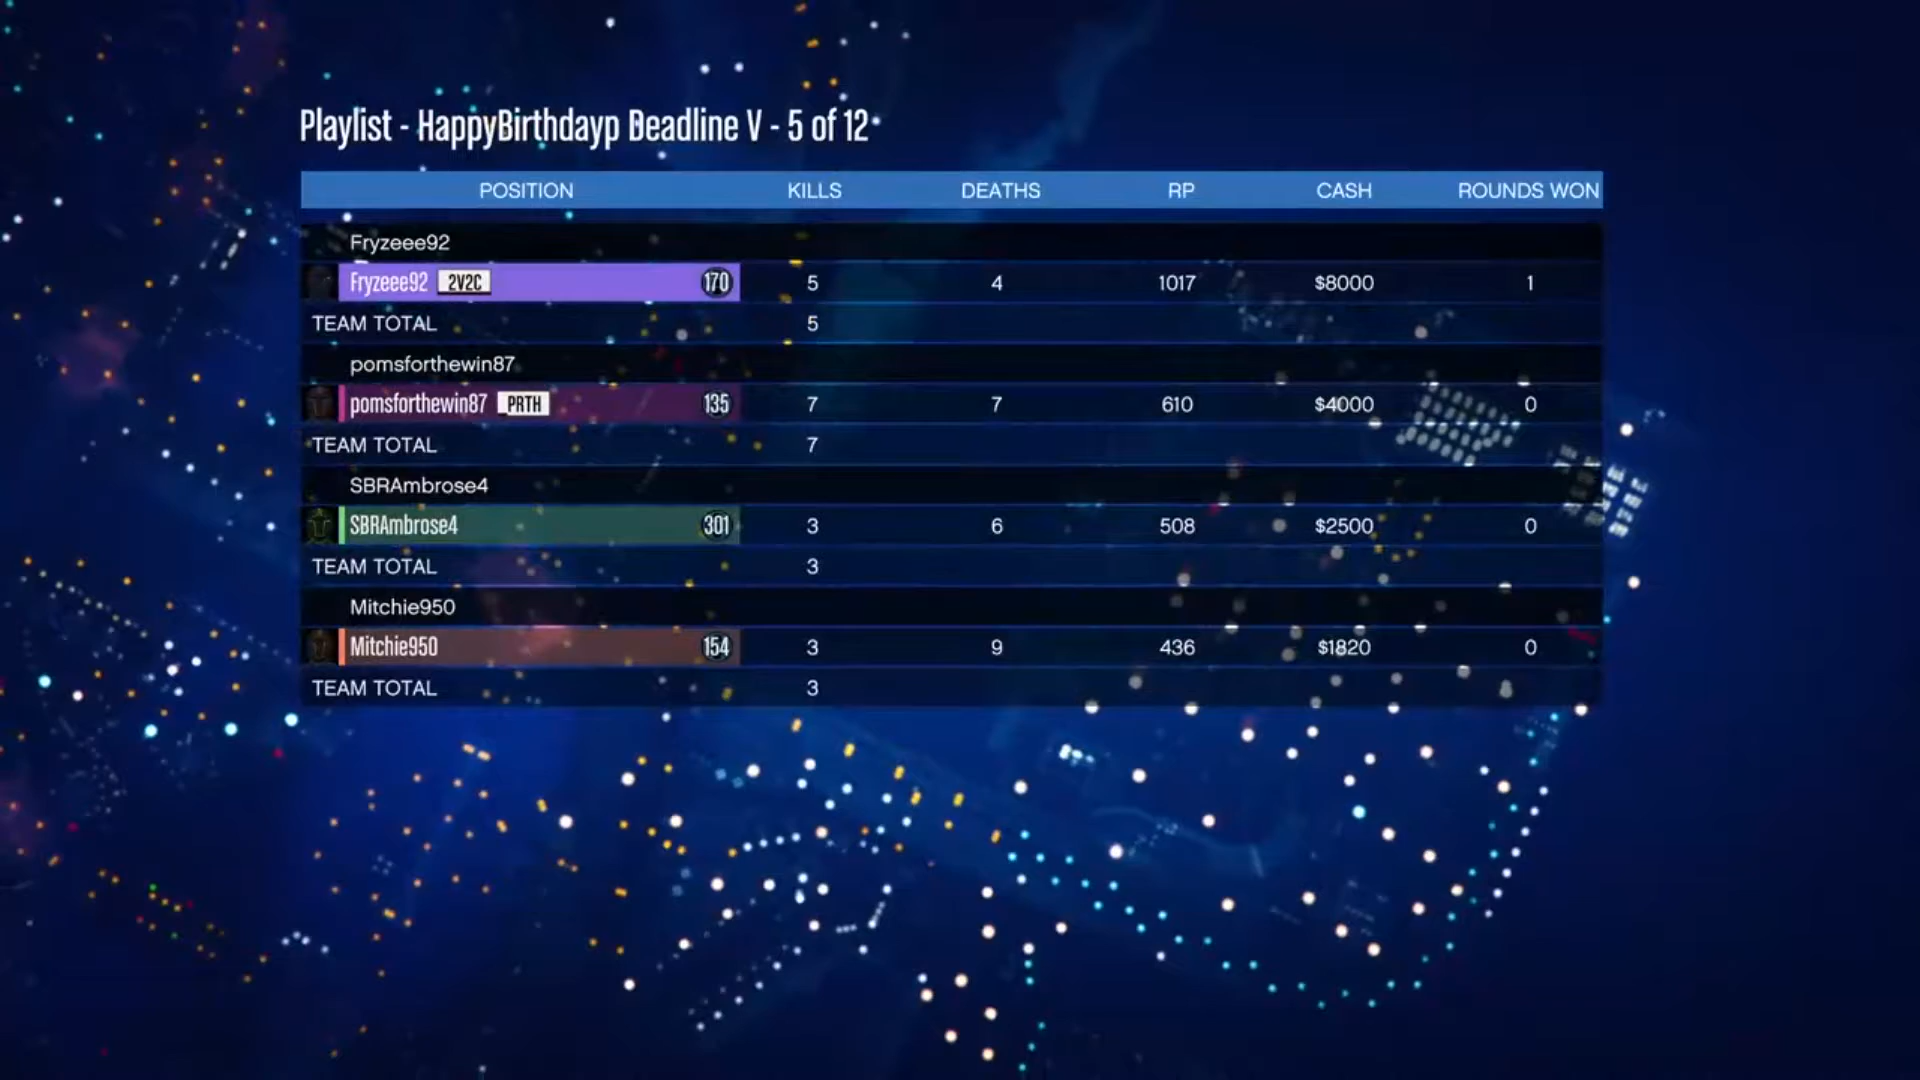 Playlist - HappyBirthdayp Deadline V - 5 of 12
POSITION KILLS DEATHS RP CASH ROUNDS WON
Fryzeee92
Fryzeee92 2V2C 170 5 4 1017 $8000 1
TEAM TOTAL 5
pomsforthewin87
pomsforthewin87 PRTH 135 7 7 610 $4000 0
TEAM TOTAL 7
SBRAmbrose4
SBRAmbrose4 301 3 6 508 $2500 0
TEAM TOTAL 3
Mitchie950
Mitchie950 154 3 9 436 $1820 0
TEAM TOTAL 3